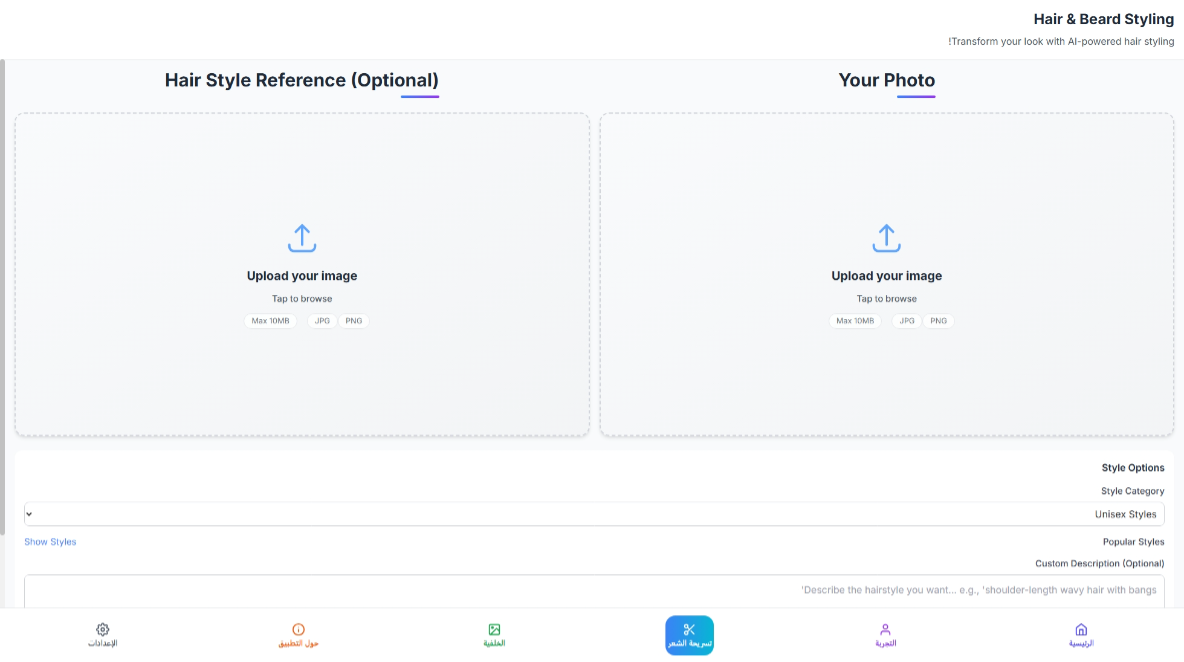 Hair & Beard Styling
!Transform your look with AI-powered hair styling
Your Photo
Upload your image
Tap to browse
PNG
JPG
Max 10MB
Hair Style Reference (Optional)
Upload your image
Tap to browse
PNG
JPG
Max 10MB
Style Options
Style Category
Unisex Styles
Popular Styles
Show Styles
Custom Description (Optional)
'Describe the hairstyle you want... e.g., 'shoulder-length wavy hair with bangs
الرئيسية
التجربة
تسريحة الشعر
الخلفية
حول التطبيق
الإعدادات